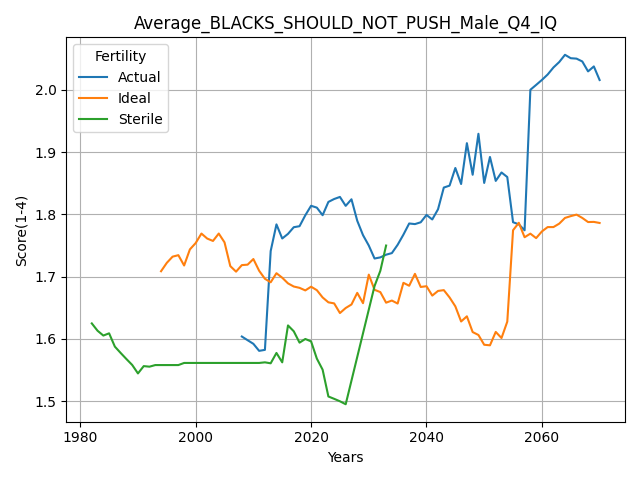 Average_BLACKS_SHOULD_NOT_PUSH_Male_Q4_IQ
Fertility
Actual
Ideal
Sterile
Score(1-4)
2.0
1.9
1.8
1.7
1.6
1.5
1980 2000 2020 2040 2060
Years